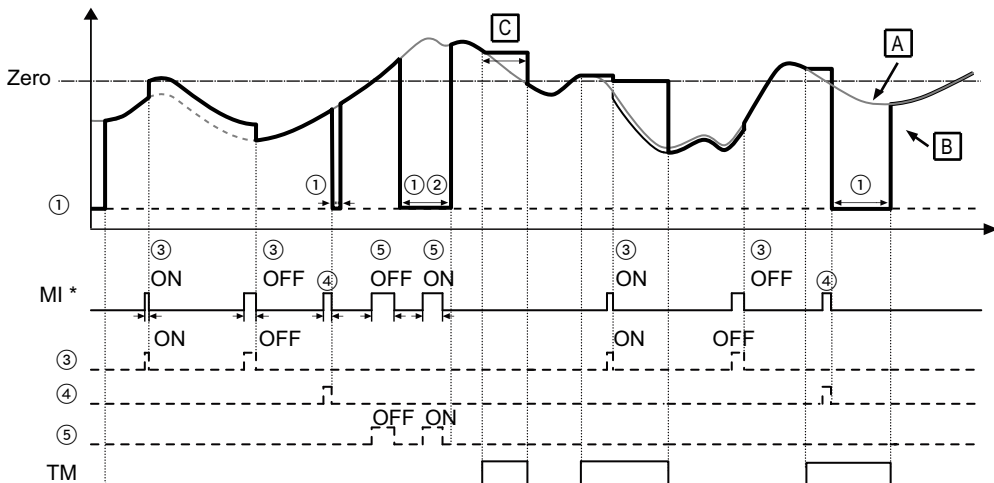 C
A
Zero
B
① ①② ①
①
③ ③ ⑤ ⑤ ③ ③
ON OFF ④ OFF ON ON OFF ④
MI *
ON OFF ON OFF
③
④
OFF ON
⑤
TM